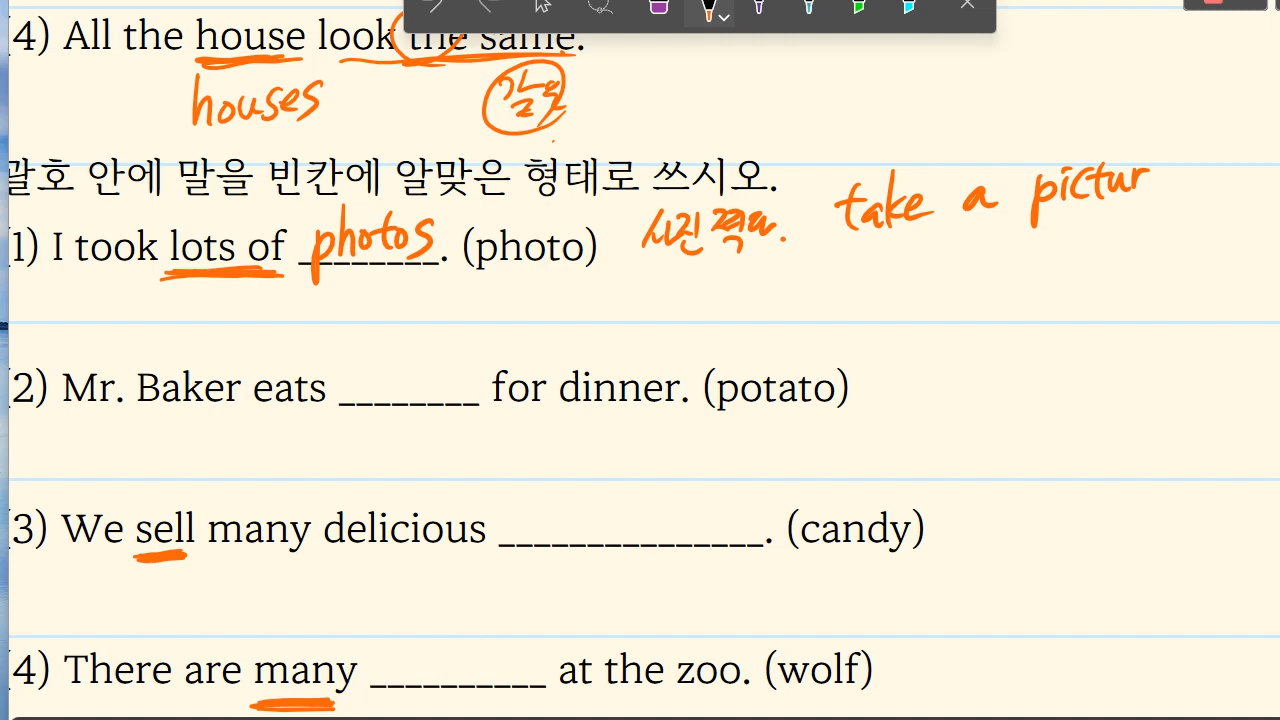 (4) All the house look the same.
houses
괄호 안에 말을 빈칸에 알맞은 형태로 쓰시오.
take a pictur
(1) I took lots of ________. (photo)
photos
사진 찍다.
(2) Mr. Baker eats ________ for dinner. (potato)
(3) We sell many delicious _______________. (candy)
(4) There are many __________ at the zoo. (wolf)